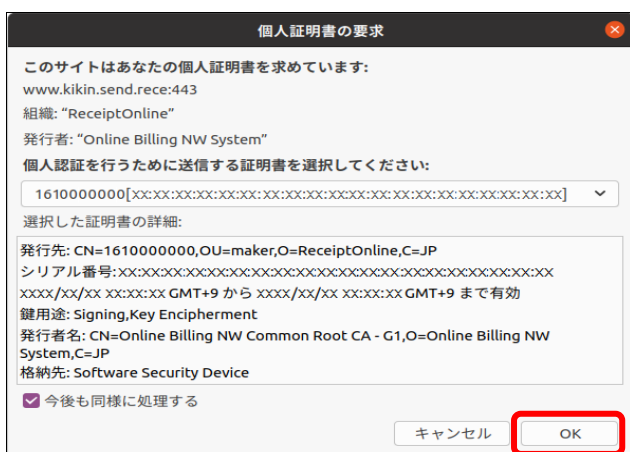 個人証明書の要求
このサイトはあなたの個人証明書を求めています:
www.kikin.send.rece:443
組織: “ReceiptOnline”
発行者: “Online Billing NW System”
個人認証を行うために送信する証明書を選択してください:
1610000000[xx:xx:xx:xx:xx:xx:xx:xx:xx:xx:xx:xx:xx:xx:xx:xx:xx:xx:xx:xx]
選択した証明書の詳細:
発行先: CN=1610000000,OU=maker,O=ReceiptOnline,C=JP
シリアル番号:xx:xx:xx:xx:xx:xx:xx:xx:xx:xx:xx:xx:xx:xx:xx:xx:xx:xx:xx:xx
xxxx/xx/xx xx:xx:xx GMT+9 から xxxx/xx/xx xx:xx:xx GMT+9 まで有効
鍵用途: Signing,Key Encipherment
発行者名: CN=Online Billing NW Common Root CA - G1,O=Online Billing NW
System,C=JP
格納先: Software Security Device
今後も同様に処理する
キャンセル
OK